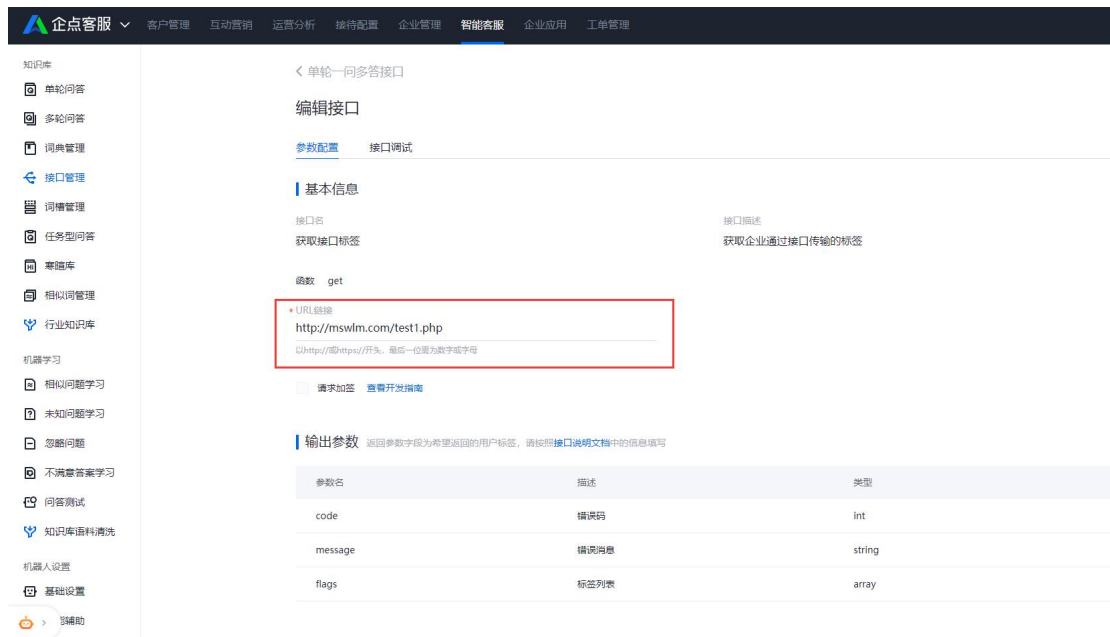 企点客服 客户管理 互动营销 运营分析 接待配置 企业管理 智能客服 企业应用 工单管理
知识库
单轮问答
多轮问答
词典管理
接口管理
词槽管理
任务型问答
寒暄库
相似词管理
行业知识库
机器学习
相似问题学习
未知问题学习
忽略问题
不满意答案学习
问答测试
知识库语料清洗
机器人设置
基础设置
辅助
单轮一问多答接口
编辑接口
参数配置 接口调试
基本信息
接口名 接口描述
获取接口标签 获取企业通过接口传输的标签
函数 get
* URL链接
http://mswlm.com/test1.php
以http://或https://开头，最后一位需为数字或字母
请求加签 查看开发指南
输出参数 返回参数字段为希望返回的用户标签，请按照接口说明文档中的信息填写
参数名 描述 类型
code 错误码 int
message 错误消息 string
flags 标签列表 array